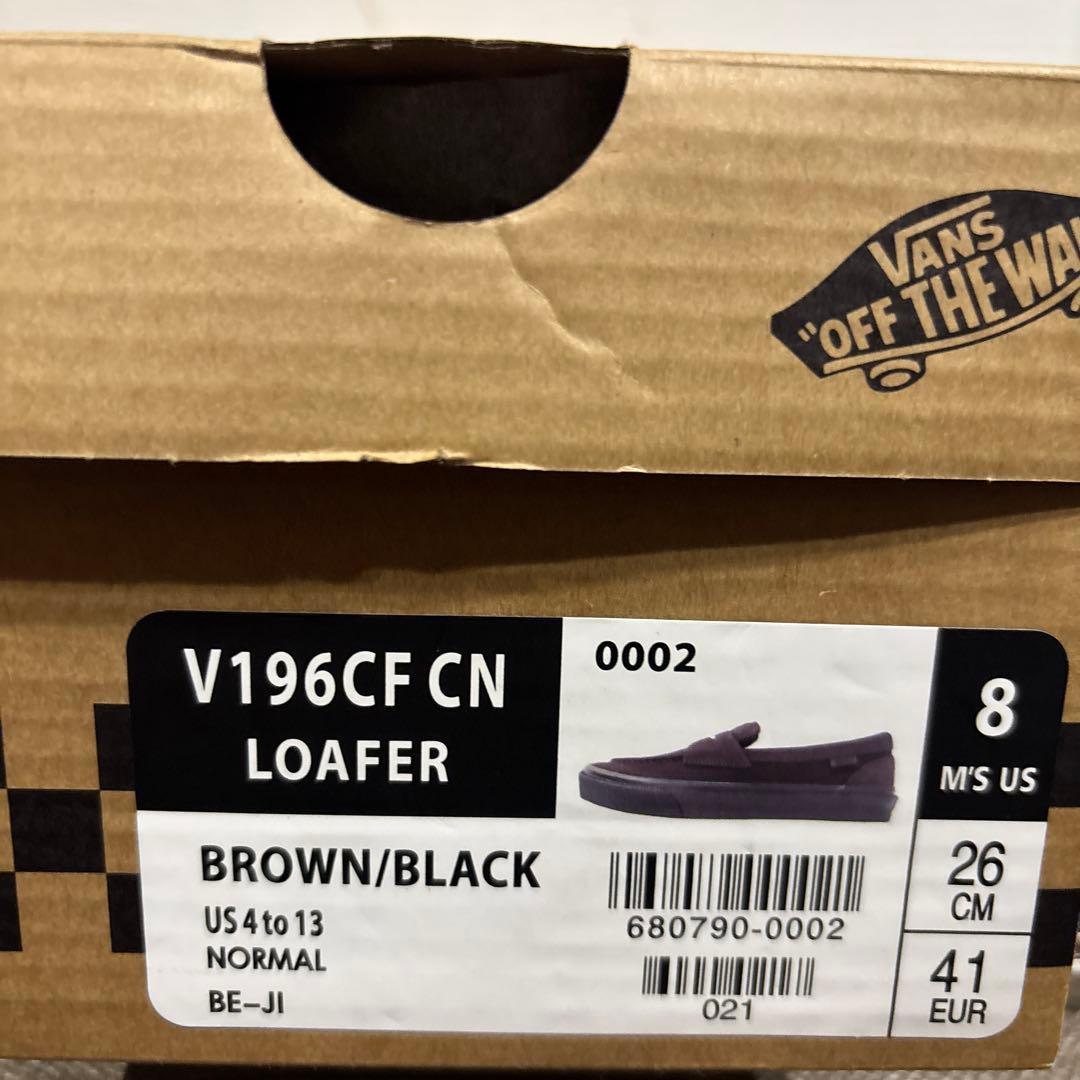 VANS
"OFF THE WA
V196CF CN
LOAFER
0002
8
M'S US
BROWN/BLACK
US 4 to 13
NORMAL
BE-JI
680790-0002
021
26
CM
41
EUR